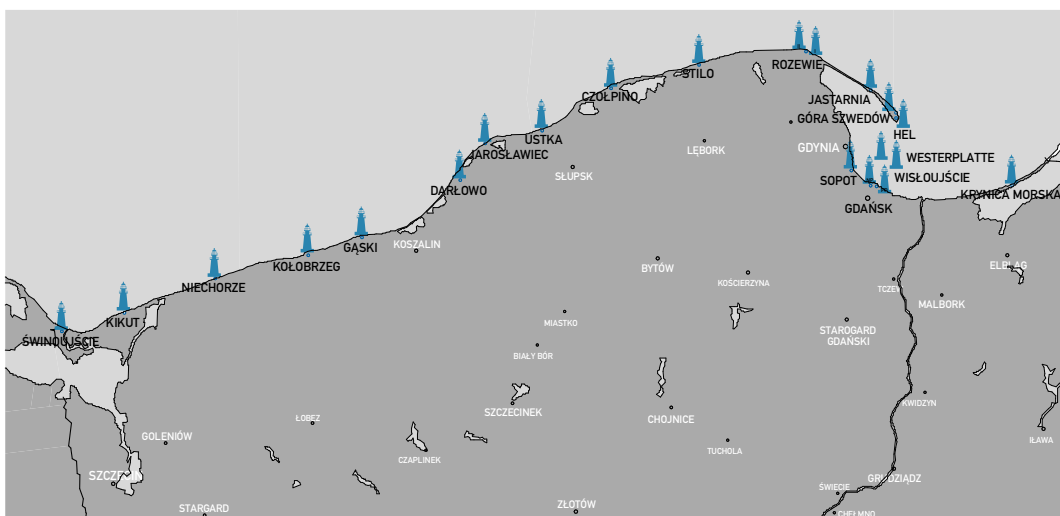 ROZEWIE
STILO
CZOŁPINO
JASTARNIA
GÓRA SZWEDÓW
HEL
USTKA
JAROSŁAWIEC
LĘBORK
GDYNIA
WESTERPLATTE
SŁUPSK
DARŁOWO
SOPOT
WISŁOUJŚCIE
KRYNICA MORSKA
GDAŃSK
GĄSKI
KOSZALIN
KOŁOBRZEG
BYTÓW
ELBLĄG
NIECHORZE
KOŚCIERZYNA
TCZEW
MALBORK
KIKUT
MIASTKO
STAROGARD
GDAŃSKI
ŚWINOUJŚCIE
BIAŁY BÓR
KWIDZYN
SZCZECINEK
CHOJNICE
ŁOBEZ
GOLENIÓW
TUCHOLA
IŁAWA
CZAPLINEK
SZCZECIN
GRUDZIĄDZ
ŚWIECIE
STARGARD
ZŁOTÓW
CHEŁMNO